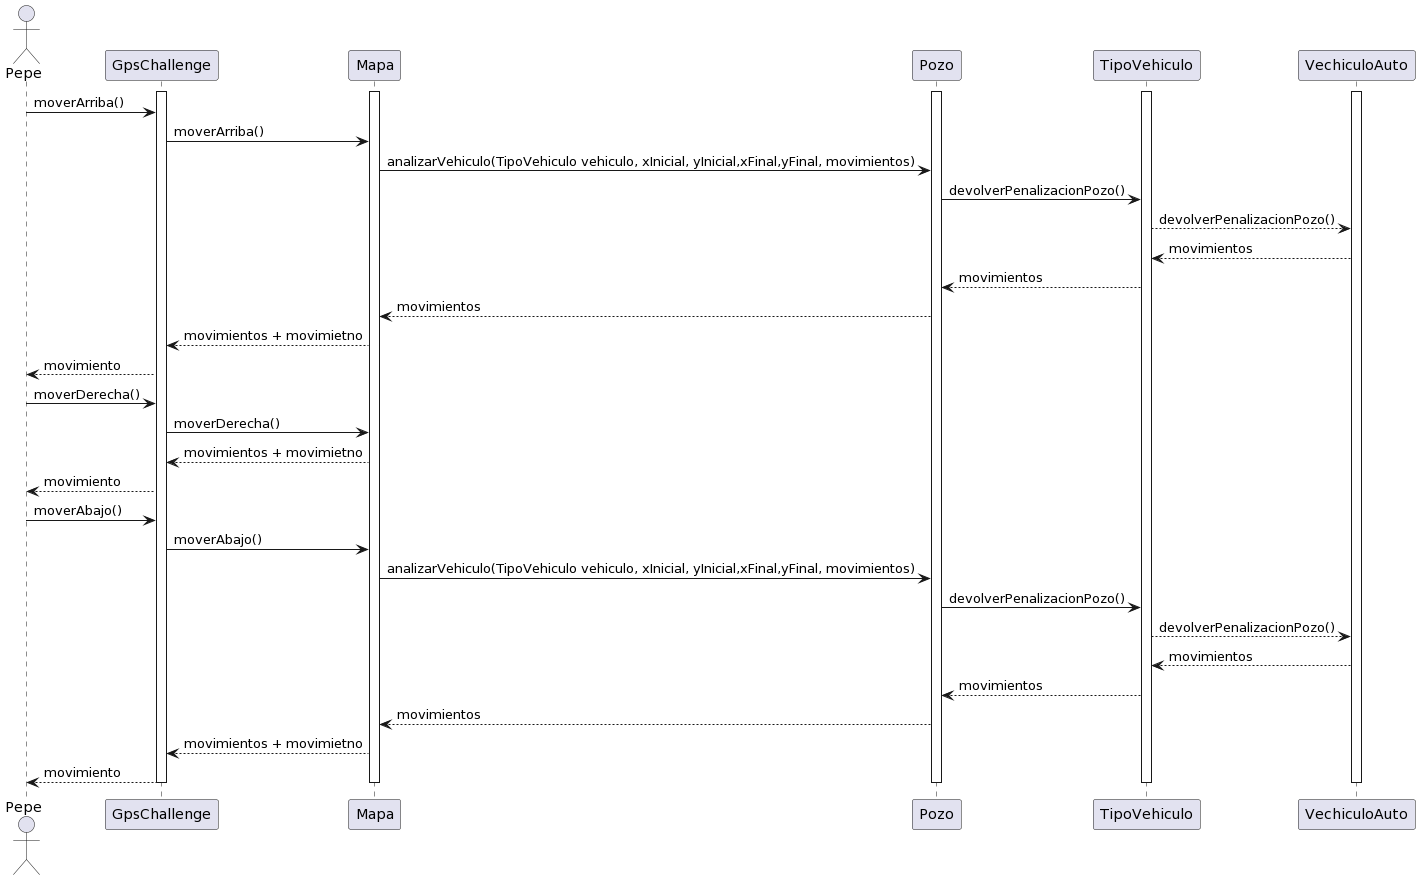 Pepe
GpsChallenge
Mapa
Pozo
TipoVehiculo
VechiculoAuto
moverArriba()
moverArriba()
analizarVehiculo(TipoVehiculo vehiculo, xInicial, yInicial,xFinal,yFinal, movimientos)
devolverPenalizacionPozo()
devolverPenalizacionPozo()
movimientos
movimientos
movimientos
movimientos + movimietno
movimiento
moverDerecha()
moverDerecha()
movimientos + movimietno
movimiento
moverAbajo()
moverAbajo()
analizarVehiculo(TipoVehiculo vehiculo, xInicial, yInicial,xFinal,yFinal, movimientos)
devolverPenalizacionPozo()
devolverPenalizacionPozo()
movimientos
movimientos
movimientos
movimientos + movimietno
movimiento
Pepe
GpsChallenge
Mapa
Pozo
TipoVehiculo
VechiculoAuto